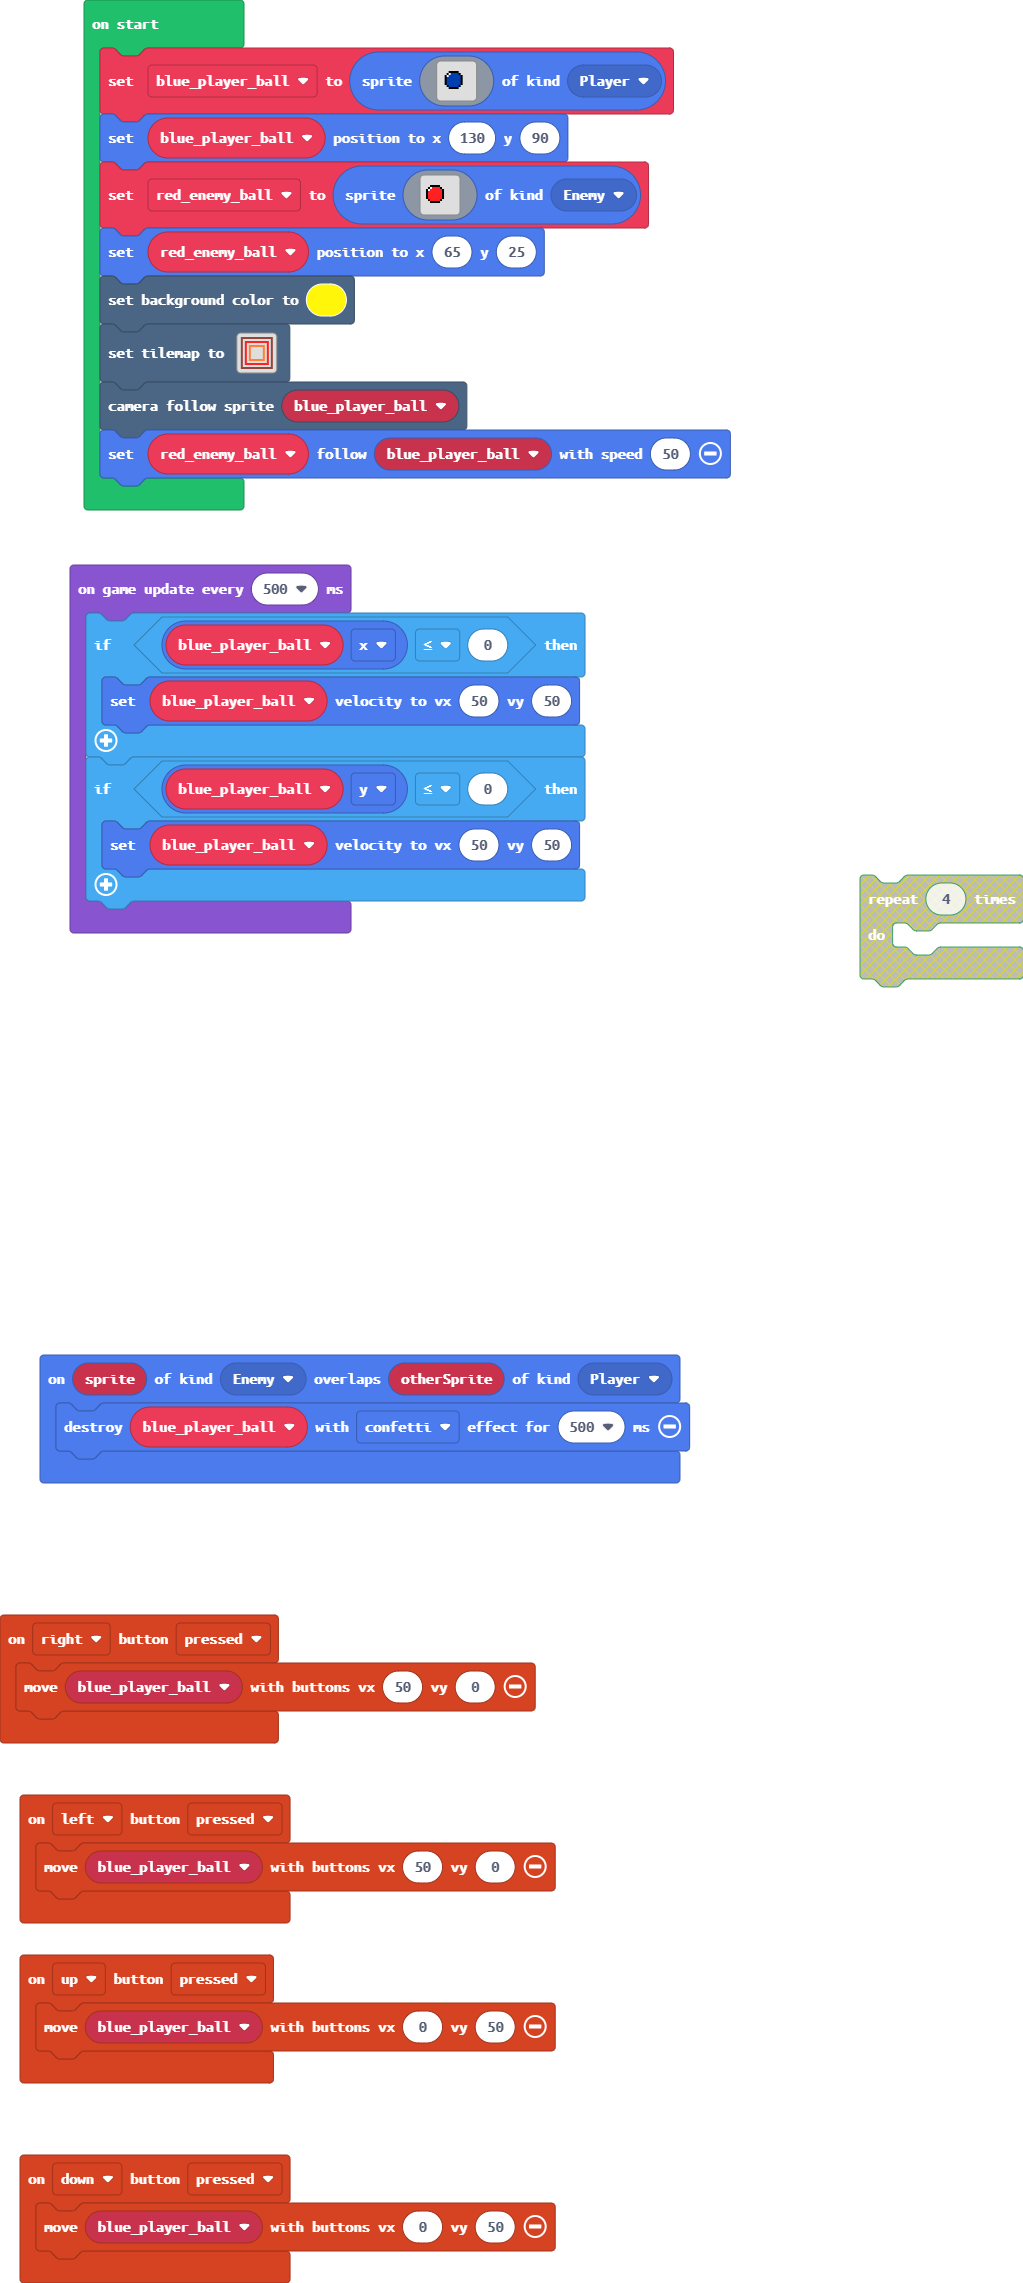 on start
set blue_player_ball to sprite of kind Player
set blue_player_ball position to x 130 y 90
set red_enemy_ball to sprite of kind Enemy
set red_enemy_ball position to x 65 y 25
set background color to
set tilemap to
camera follow sprite blue_player_ball
set red_enemy_ball follow blue_player_ball with speed 50
on game update every 500 ms
if blue_player_ball x ≤ 0 then
set blue_player_ball velocity to vx 50 vy 50
if blue_player_ball y ≤ 0 then
set blue_player_ball velocity to vx 50 vy 50
repeat 4 times
do
on sprite of kind Enemy overlaps otherSprite of kind Player
destroy blue_player_ball with confetti effect for 500 ms
on right button pressed
move blue_player_ball with buttons vx 50 vy 0
on left button pressed
move blue_player_ball with buttons vx 50 vy 0
on up button pressed
move blue_player_ball with buttons vx 0 vy 50
on down button pressed
move blue_player_ball with buttons vx 0 vy 50